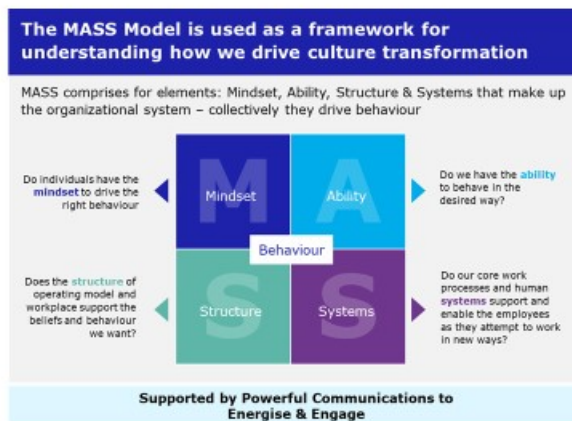 The MASS Model is used as a framework for
understanding how we drive culture transformation
MASS comprises for elements: Mindset, Ability, Structure & Systems that make up
the organizational system – collectively they drive behaviour
Do individuals have the
mindset to drive the
right behaviour
M
Mindset
A
Ability
Do we have the ability
to behave in the
desired way?
Behaviour
Does the structure of
operating model and
workplace support the
beliefs and behaviour
we want?
S
Structure
S
Systems
Do our core work
processes and human
systems support and
enable the employees
as they attempt to work
in new ways?
Supported by Powerful Communications to
Energise & Engage